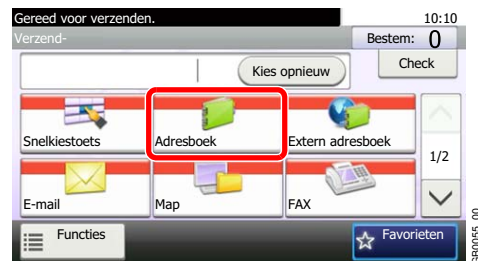 Gereed voor verzenden.
10:10
Verzend-
Bestem: 0
Kies opnieuw
Check
Snelkiestoets
Adresboek
Extern adresboek
1/2
E-mail
Map
FAX
Functies
Favorieten